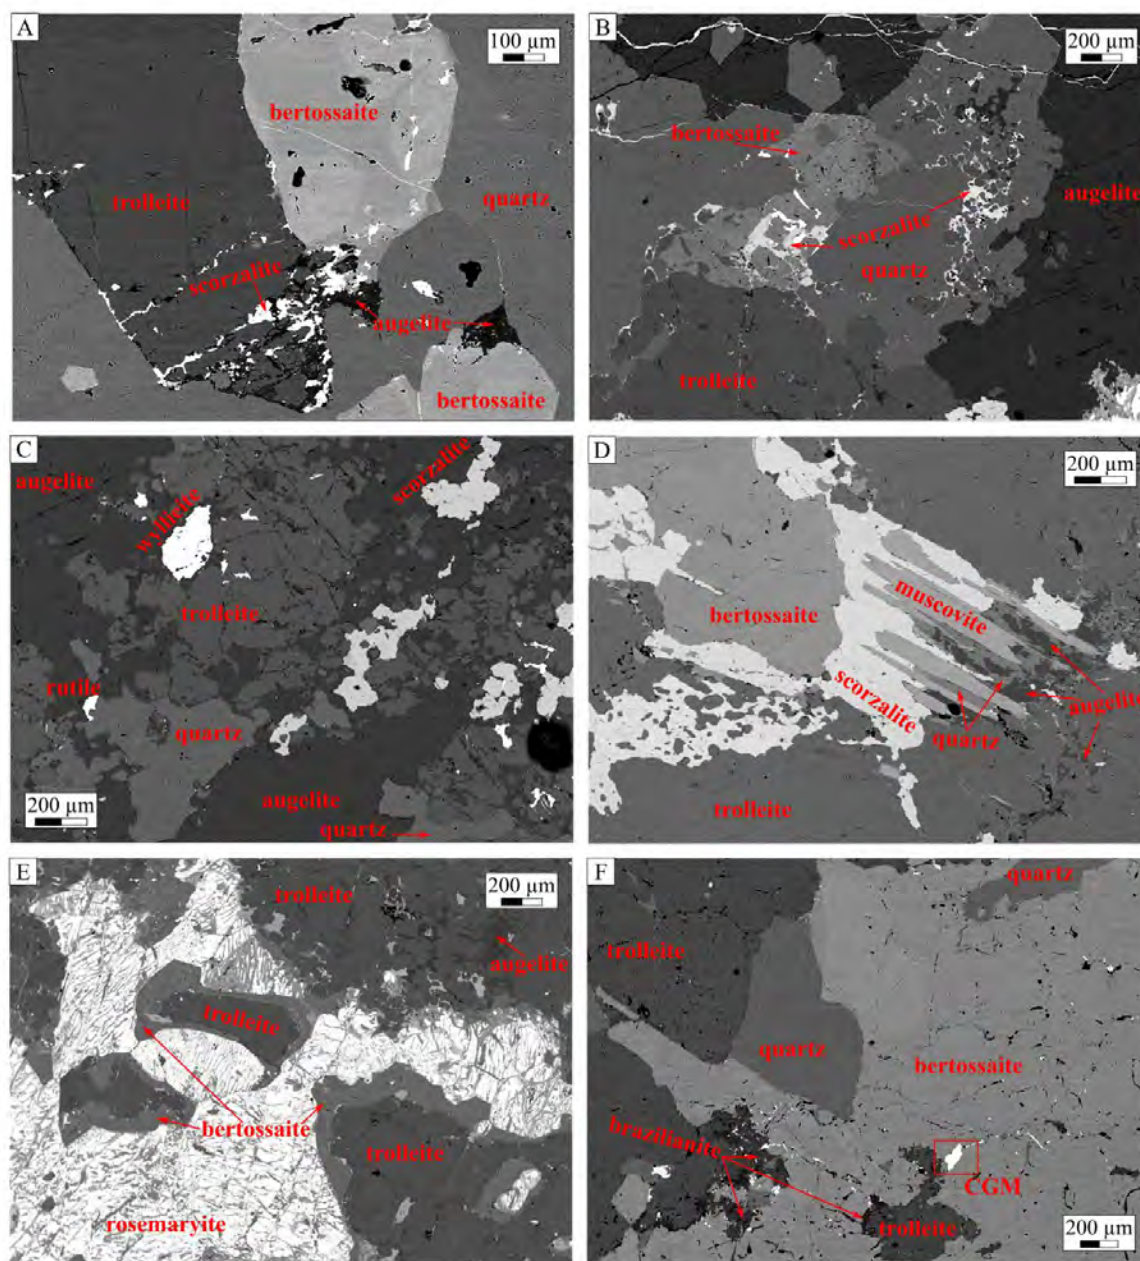 A
100 µm
bertossaite
trolleite
quartz
scorzalite
augelite
bertossaite
B
200 µm
bertossaite
augelite
scorzalite
quartz
trolleite
C
scorzalite
augelite
wyllieite
trolleite
rutile
quartz
augelite
200 µm
quartz
D
200 µm
muscovite
bertossaite
scorzalite
augelite
quartz
trolleite
E
trolleite
200 µm
augelite
trolleite
bertossaite
trolleite
rosemaryite
F
quartz
trolleite
quartz
bertossaite
brazilianite
CGM
trolleite
200 µm